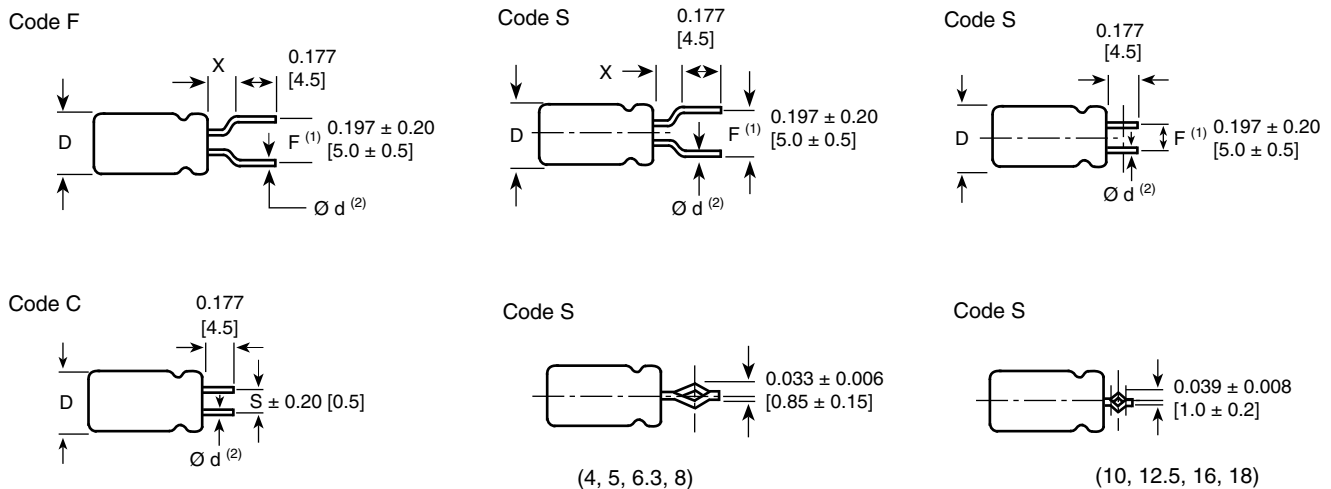 Code F
X
0.177
[4.5]
D
F (1)
0.197 ± 0.20
[5.0 ± 0.5]
Ø d (2)
Code S
0.177
[4.5]
X
D
F (1)
0.197 ± 0.20
[5.0 ± 0.5]
Ø d (2)
Code S
0.177
[4.5]
D
F (1)
0.197 ± 0.20
[5.0 ± 0.5]
Ø d (2)
Code C
0.177
[4.5]
D
S ± 0.20 [0.5]
Ø d (2)
Code S
0.033 ± 0.006
[0.85 ± 0.15]
(4, 5, 6.3, 8)
Code S
0.039 ± 0.008
[1.0 ± 0.2]
(10, 12.5, 16, 18)